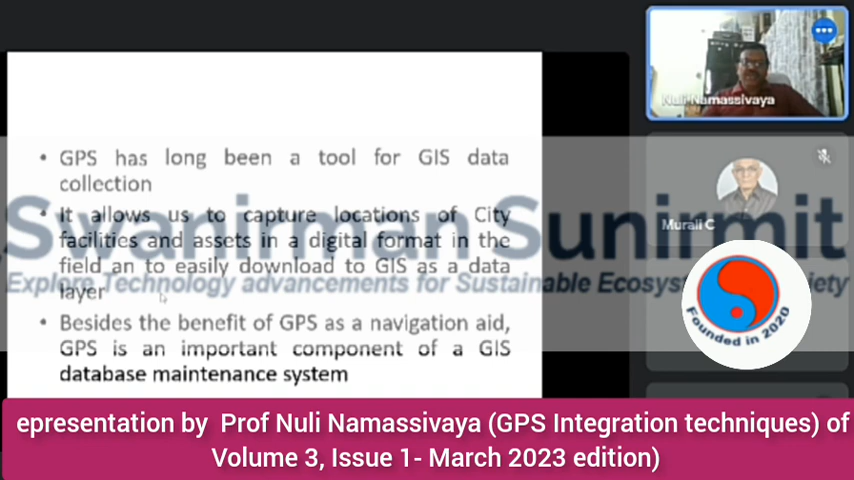 • GPS has long been a tool for GIS data
collection
• It allows us to capture locations of City
facilities and assets in a digital format in the
field an to easily download to GIS as a data
layer
• Besides the benefit of GPS as a navigation aid,
GPS is an important component of a GIS
database maintenance system
Swanirman Sunirmit
Explore Technology advancements for Sustainable Ecosys ety
Nuli Namassivaya
Murali C
Founded in 2020
epresentation by Prof Nuli Namassivaya (GPS Integration techniques) of
Volume 3, Issue 1- March 2023 edition)